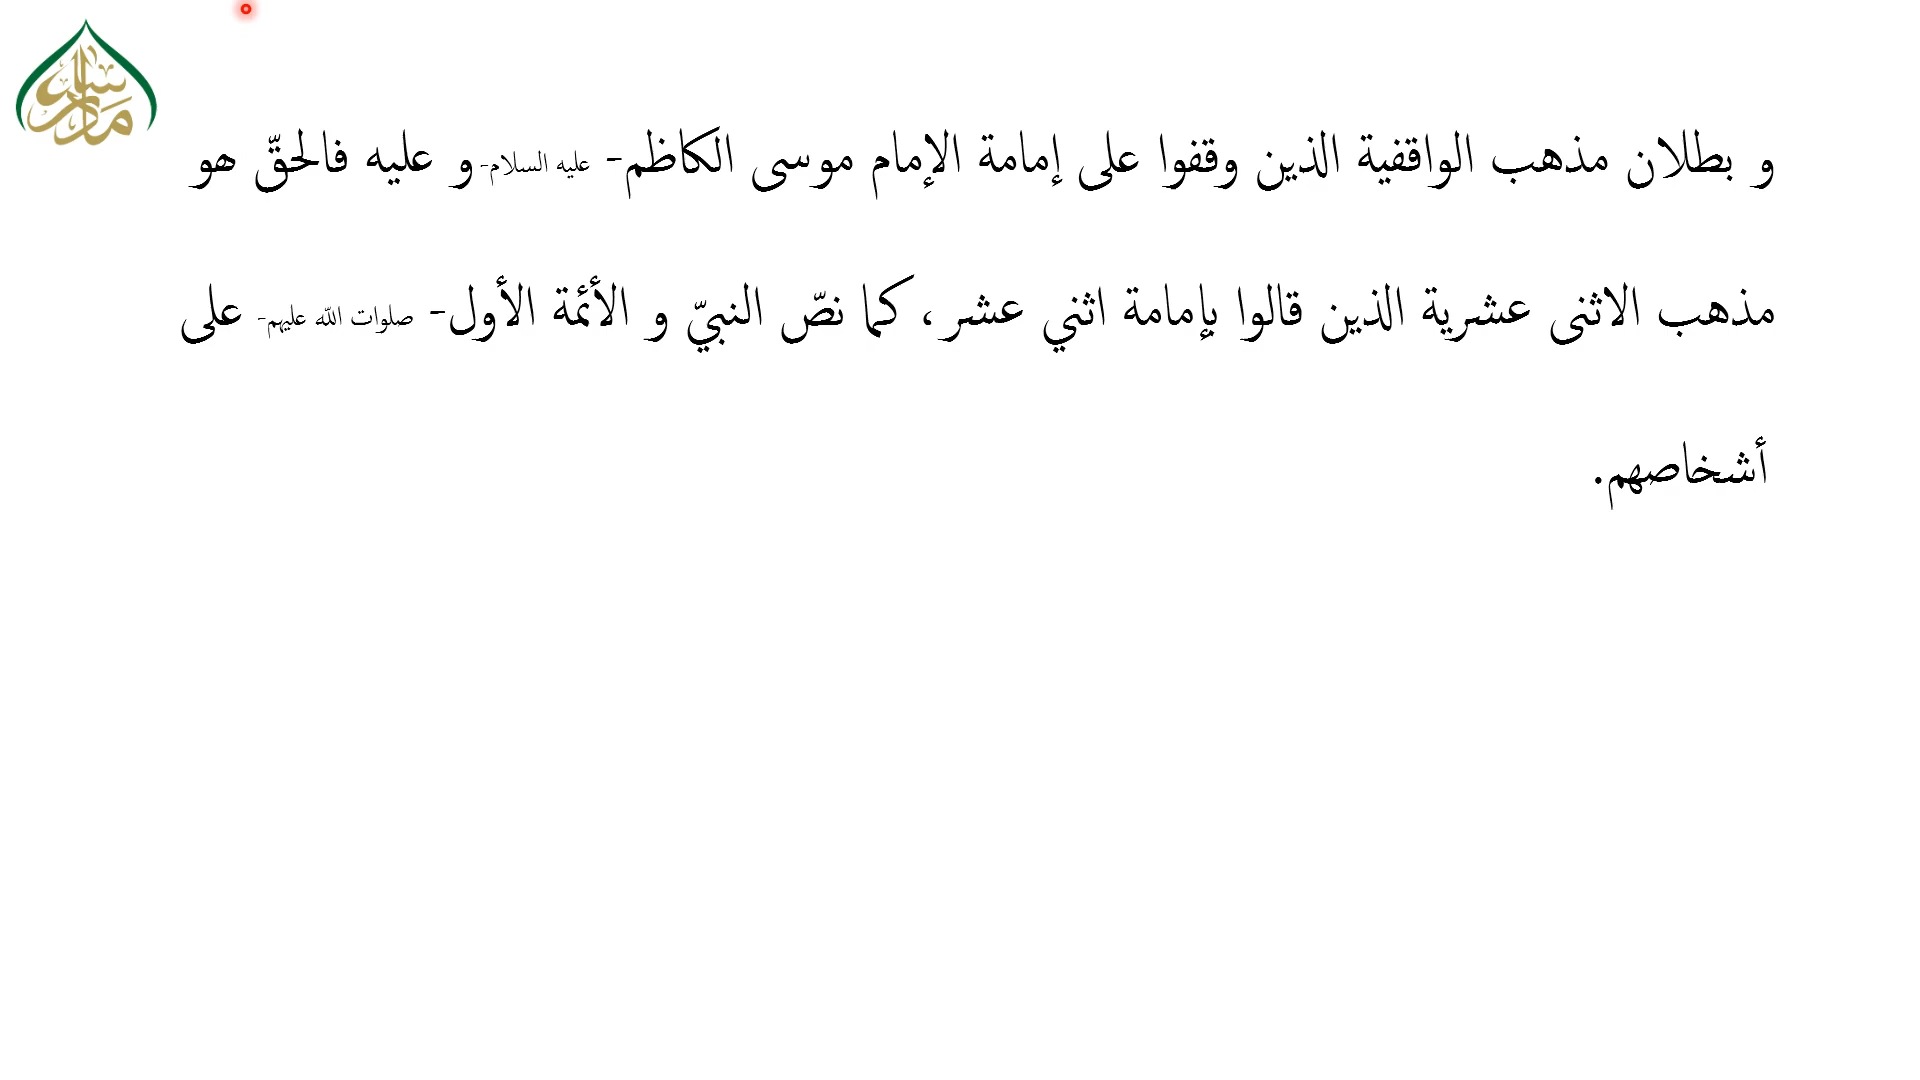 و بطلان مذهب الواقفية الذين وقفوا على إمامة الإمام موسى الكاظم- عليه السلام- و عليه فالحقّ هو
مذهب الاثنى عشرية الذين قالوا بإمامة اثني عشر، كما نصّ النبيّ و الأئمة الأول- صلوات الله عليهم- على
أشخاصهم.